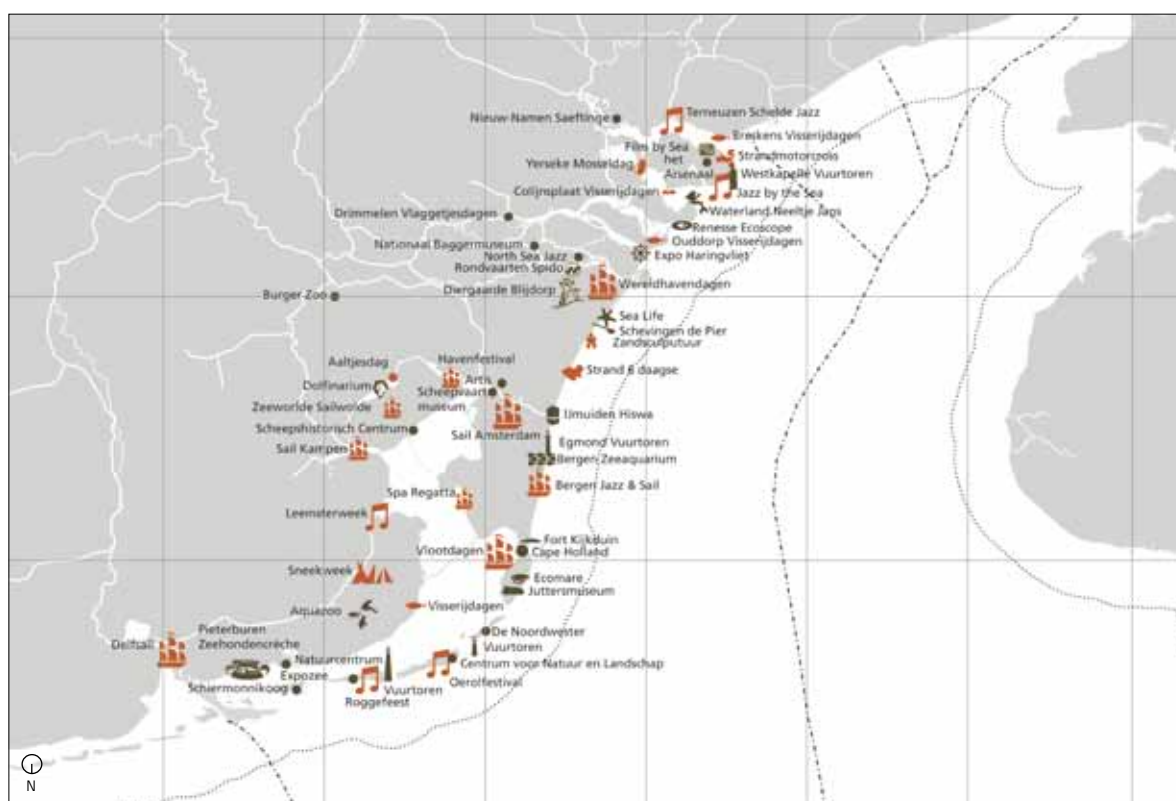 Nieuw-Namen Saeftinge
Terneuzen Schelde Jazz
Breskens Visserijdagen
Film by Sea
het
Arsenaal
Strandmotorcross
Yerseke Mosseldag
Westkapelle Vuurtoren
Colijnsplaat Visserijdagen
Jazz by the Sea
Waterland Neeltje Jans
Drimmelen Vlaggetjesdagen
Renesse Ecoscope
Ouddorp Visserijdagen
Nationaal Baggermuseum
Expo Haringvliet
North Sea Jazz
Rondvaarten Spido
Diergaarde Blijdorp
Wereldhavendagen
Burger Zoo
Sea Life
Scheveningen de Pier
Zandsculputuur
Havenfestival
Aaltjesdag
Strand 6 daagse
Artis
Dolfinarium
Scheepvaart
museum
Zeeworlde Sailwolde
IJmuiden Hiswa
Scheepshistorisch Centrum
Sail Amsterdam
Egmond Vuurtoren
Sail Kampen
Bergen Zeeaquarium
Bergen Jazz & Sail
Spa Regatta
Leemsterweek
Fort Kijkduin
Vlootdagen
Cape Holland
Sneekweek
Ecomare
Juttersmuseum
Aquazoo
Visserijdagen
De Noordwester
Pieterburen
Zeehondencrèche
Delfsail
Vuurtoren
Natuurcentrum
Centrum voor Natuur en Landschap
Expozee
Oerolfestival
Schiermonnikoog
Vuurtoren
Roggefeest
N